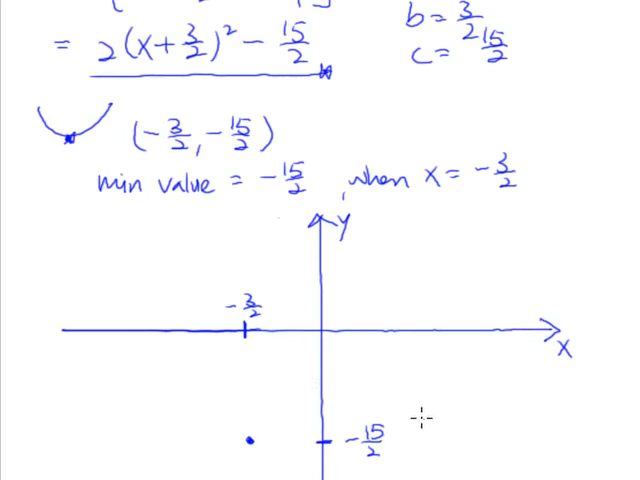 = 2(x+3/2)² - 15/2
b = 3/2
c = 15/2
(-3/2, -15/2)
min value = -15/2 , when x = -3/2
y
-3/2
x
-15/2